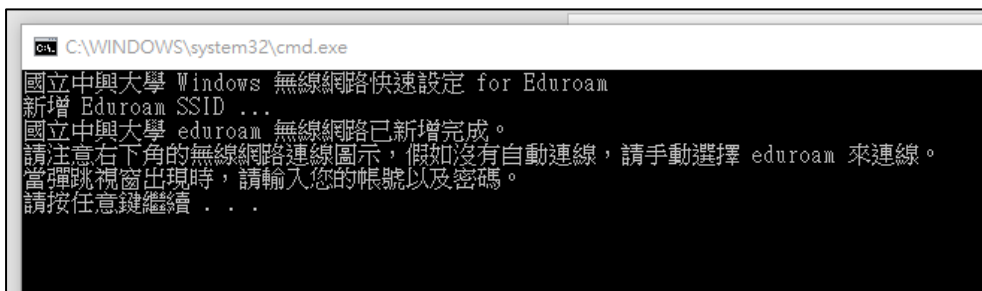 C:\WINDOWS\system32\cmd.exe
國立中興大學 Windows 無線網路快速設定 for Eduroam
新增 Eduroam SSID ...
國立中興大學 eduroam 無線網路已新增完成。
請注意右下角的無線網路連線圖示，假如沒有自動連線，請手動選擇 eduroam 來連線。
當彈跳視窗出現時，請輸入您的帳號以及密碼。
請按任意鍵繼續 . . .